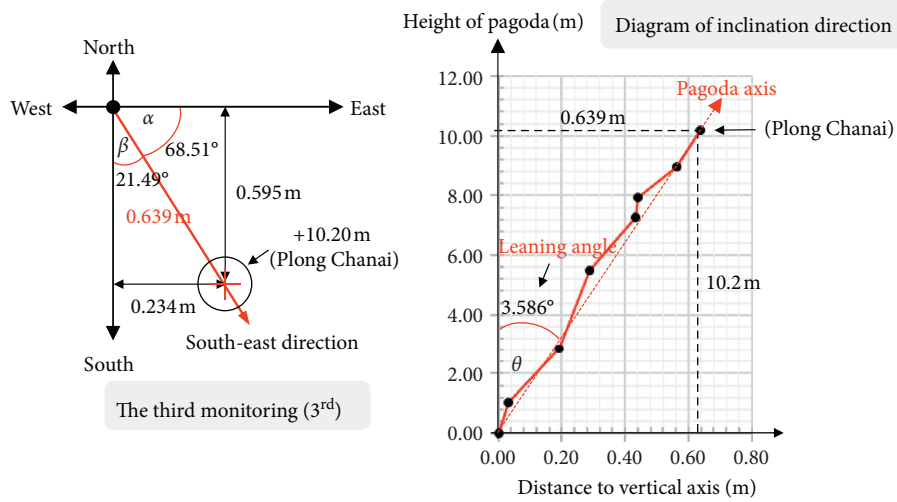 North
West
East
South
α
68.51°
β
21.49°
0.639 m
0.595 m
+10.20 m
(Plong Chanai)
0.234 m
South-east direction
The third monitoring (3rd)
Height of pagoda (m)
Diagram of inclination direction
12.00
10.00
8.00
6.00
4.00
2.00
0.00
Pagoda axis
0.639 m
(Plong Chanai)
Leaning angle
3.586°
θ
10.2 m
0.00 0.20 0.40 0.60 0.80
Distance to vertical axis (m)